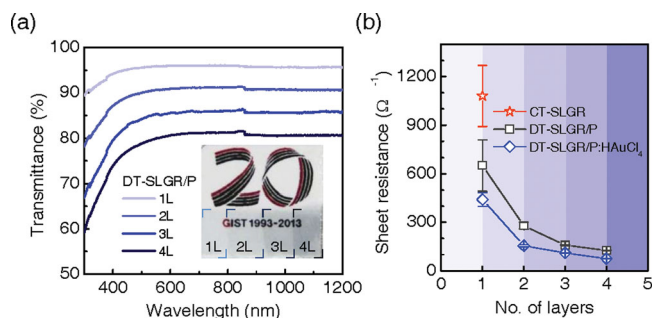 (a)
100
90
80
70
60
50
Transmittance (%)
DT-SLGR/P
1L
2L
3L
4L
20
GIST 1993-2013
1L 2L 3L 4L
400 600 800 1000 1200
Wavelength (nm)
(b)
1200
900
600
300
0
Sheet resistance (Ω⁻¹)
CT-SLGR
DT-SLGR/P
DT-SLGR/P:HAuCl₄
0 1 2 3 4 5
No. of layers